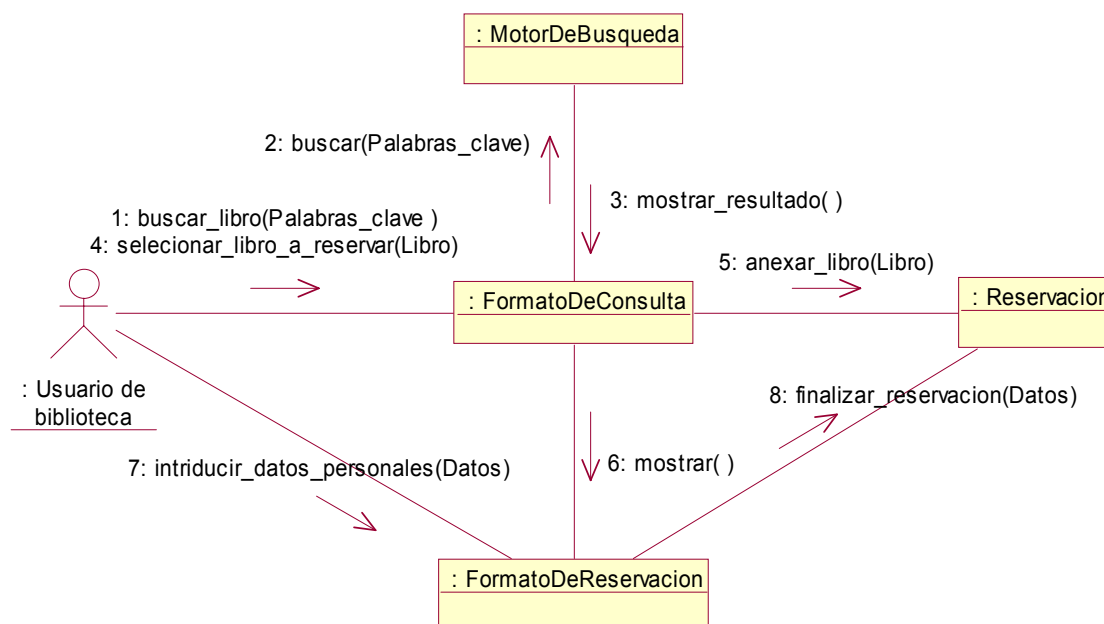 : MotorDeBusqueda
2: buscar(Palabras_clave)
3: mostrar_resultado( )
1: buscar_libro(Palabras_clave )
4: selecionar_libro_a_reservar(Libro)
5: anexar_libro(Libro)
: FormatoDeConsulta
: Reservacion
: Usuario de
biblioteca
8: finalizar_reservacion(Datos)
7: intriducir_datos_personales(Datos)
6: mostrar( )
: FormatoDeReservacion